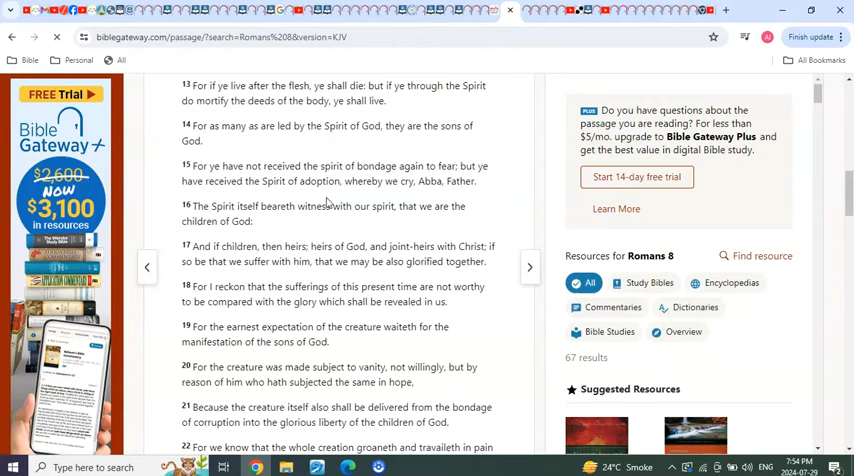 Finish update
biblegateway.com/passage/?search=Romans%208&version=KJV
AI
Bible
Personal
All
All Bookmarks
FREE Trial
Bible
Gateway+
$2,600
NOW
$3,100
in resources
13 For if ye live after the flesh, ye shall die: but if ye through the Spirit
do mortify the deeds of the body, ye shall live.
14 For as many as are led by the Spirit of God, they are the sons of
God.
15 For ye have not received the spirit of bondage again to fear; but ye
have received the Spirit of adoption, whereby we cry, Abba, Father.
16 The Spirit itself beareth witness with our spirit, that we are the
children of God:
17 And if children, then heirs; heirs of God, and joint-heirs with Christ; if
so be that we suffer with him, that we may be also glorified together.
18 For I reckon that the sufferings of this present time are not worthy
to be compared with the glory which shall be revealed in us.
19 For the earnest expectation of the creature waiteth for the
manifestation of the sons of God.
20 For the creature was made subject to vanity, not willingly, but by
reason of him who hath subjected the same in hope,
21 Because the creature itself also shall be delivered from the bondage
of corruption into the glorious liberty of the children of God.
22 For we know that the whole creation groaneth and travaileth in pain
PLUS Do you have questions about the
passage you are reading? For less than
$5/mo. upgrade to Bible Gateway Plus and
get the best value in digital Bible study.
Start 14-day free trial
Learn More
Resources for Romans 8
Find resource
All
Study Bibles
Encyclopedias
Commentaries
Dictionaries
Bible Studies
Overview
67 results
Suggested Resources
Type here to search
24°C Smoke
ENG
7:54 PM
2024-07-29
2